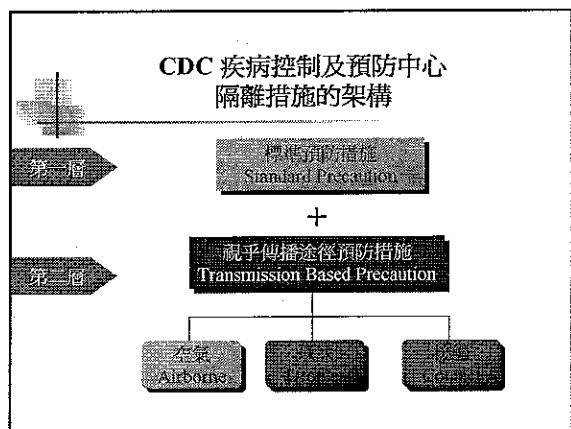 CDC 疾病控制及預防中心
隔離措施的架構
第一層
標準預防措施
Standard Precaution
+
第二層
視乎傳播途徑預防措施
Transmission Based Precaution
空氣
Airborne